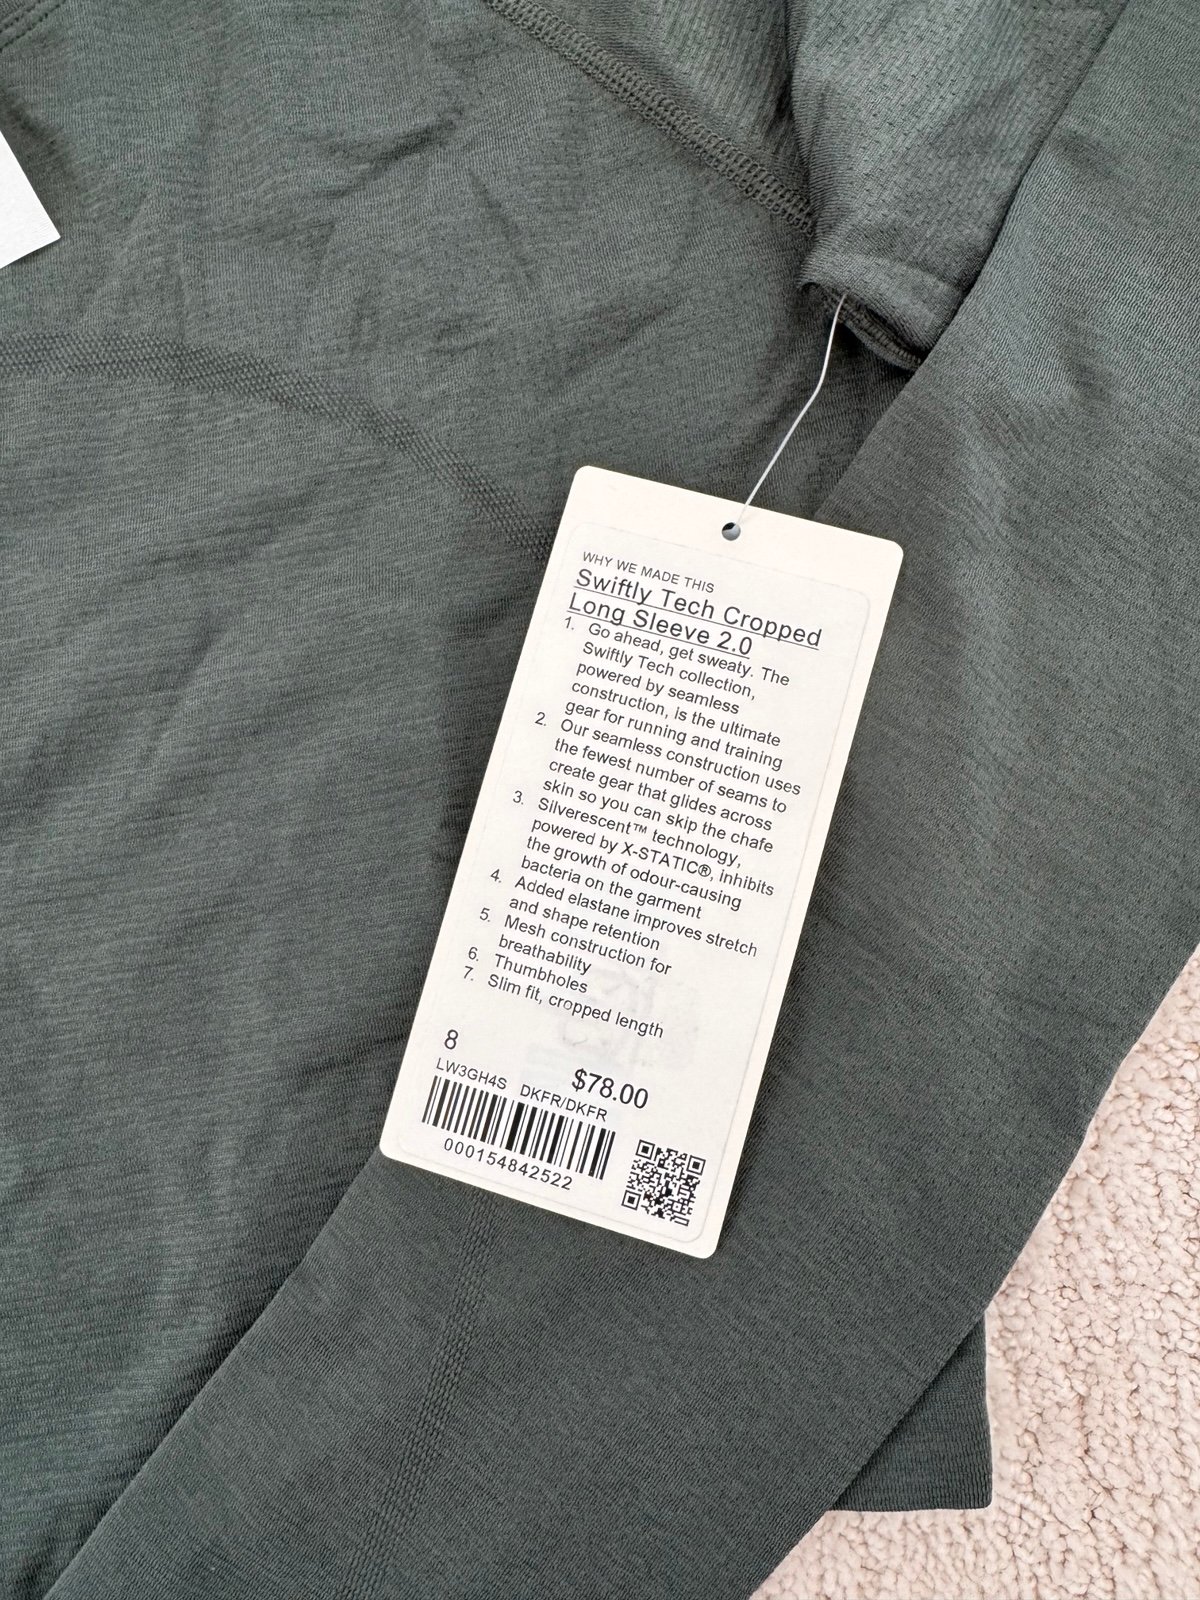 WHY WE MADE THIS
Swiftly Tech Cropped
Long Sleeve 2.0
1. Go ahead, get sweaty. The
Swiftly Tech collection,
powered by seamless
construction, is the ultimate
gear for running and training
2. Our seamless construction uses
the fewest number of seams to
create gear that glides across
skin so you can skip the chafe
3. Silverescent™ technology,
powered by X-STATIC®, inhibits
the growth of odour-causing
bacteria on the garment
4. Added elastane improves stretch
and shape retention
5. Mesh construction for
breathability
6. Thumbholes
7. Slim fit, cropped length
8
$78.00
LW3GH4S DKFR/DKFR
000154842522